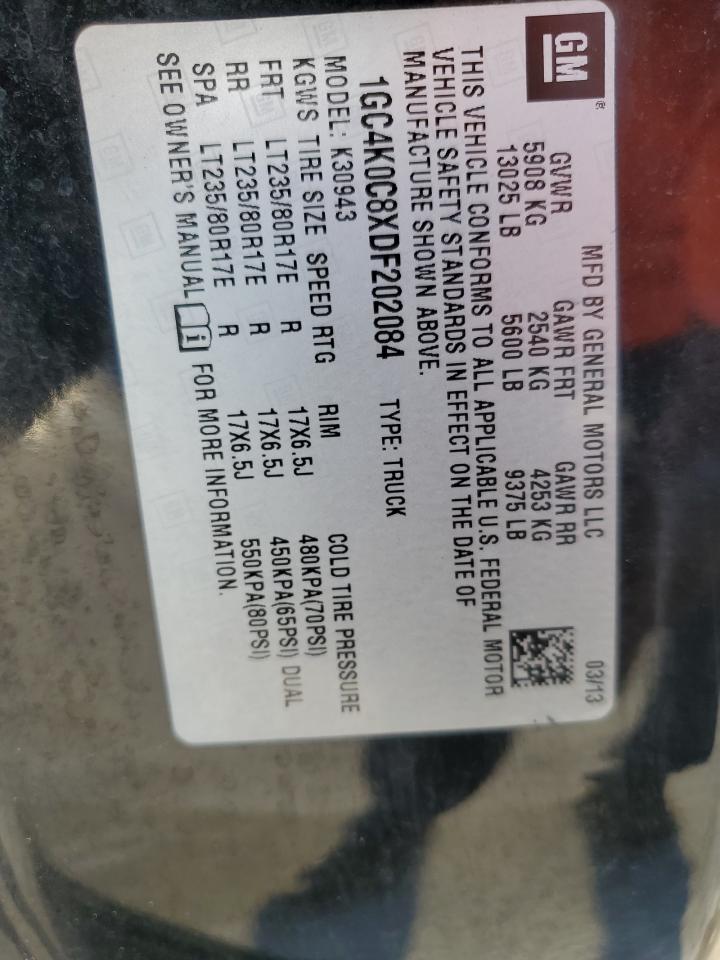 GM
®
MFD BY GENERAL MOTORS LLC 03/13
GVWR GAWR FRT GAWR RR
5908 KG 2540 KG 4253 KG
13025 LB 5600 LB 9375 LB
THIS VEHICLE CONFORMS TO ALL APPLICABLE U.S. FEDERAL MOTOR
VEHICLE SAFETY STANDARDS IN EFFECT ON THE DATE OF
MANUFACTURE SHOWN ABOVE.
1GC4K0C8XDF202084 TYPE: TRUCK
MODEL: K30943
KGWS TIRE SIZE SPEED RTG RIM COLD TIRE PRESSURE
FRT LT235/80R17E R 17X6.5J 480KPA(70PSI)
RR LT235/80R17E R 17X6.5J 450KPA(65PSI) DUAL
SPA LT235/80R17E R 17X6.5J 550KPA(80PSI)
SEE OWNER'S MANUAL i FOR MORE INFORMATION.